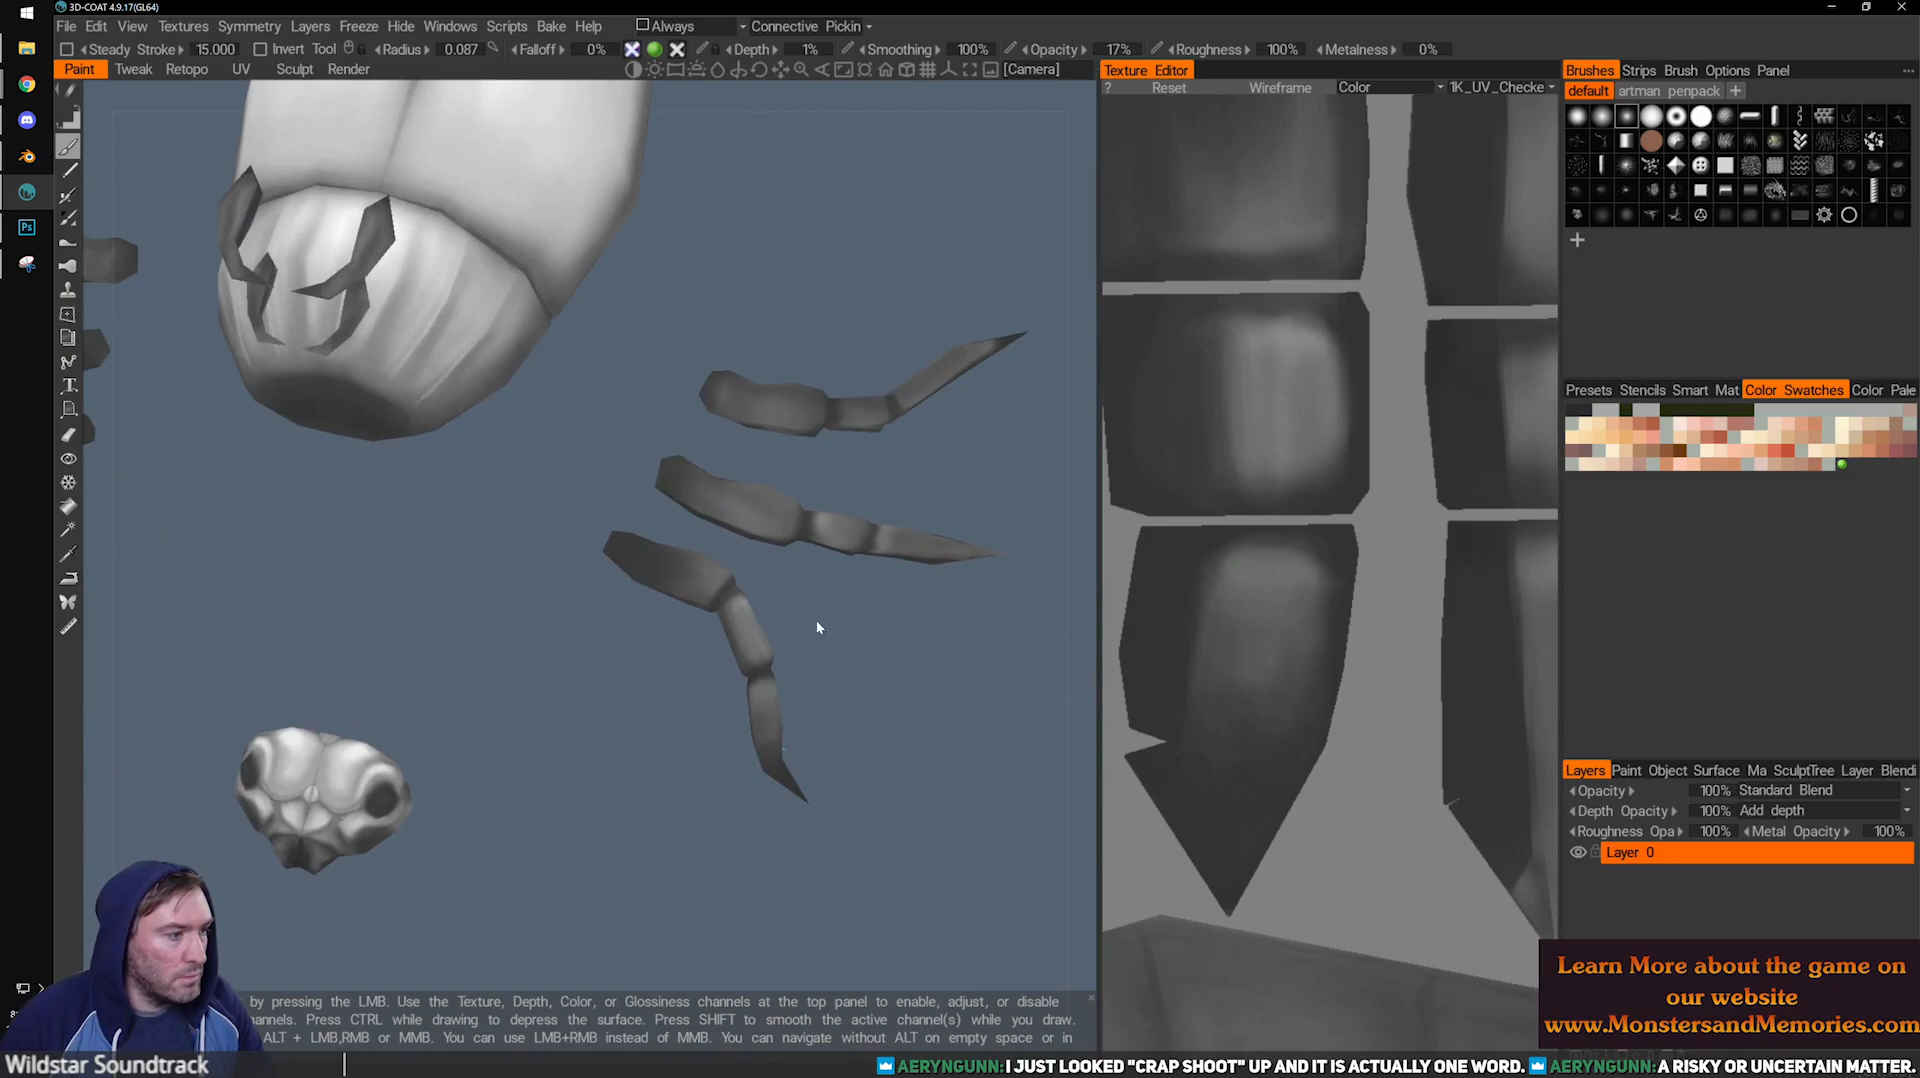 3D-COAT 4.9.17(GL64)
File Edit View Textures Symmetry Layers Freeze Hide Windows Scripts Bake Help Always Connective Pickin
Steady Stroke 15.000 Invert Tool Radius 0.087 Falloff 0% Depth 1% Smoothing 100% Opacity 17% Roughness 100% Metalness 0%
Paint Tweak Retopo UV Sculpt Render [Camera]
Texture Editor
? Reset Wireframe Color 1K_UV_Checke
Brushes Strips Brush Options Panel
default artman penpack
Presets Stencils Smart Mat Color Swatches Color Pale
Layers Paint Object Surface Ma SculptTree Layer Blendi
Opacity 100% Standard Blend
Depth Opacity 100% Add depth
Roughness Opa 100% Metal Opacity 100%
Layer 0
by pressing the LMB. Use the Texture, Depth, Color, or Glossiness channels at the top panel to enable, adjust, or disable
annels. Press CTRL while drawing to depress the surface. Press SHIFT to smooth the active channel(s) while you draw.
ALT + LMB,RMB or MMB. You can use LMB+RMB instead of MMB. You can navigate without ALT on empty space or in
Learn More about the game on
our website
www.MonstersandMemories.com
Wildstar Soundtrack
AERYNGUNN: I JUST LOOKED "CRAP SHOOT" UP AND IT IS ACTUALLY ONE WORD. AERYNGUNN: A RISKY OR UNCERTAIN MATTER.